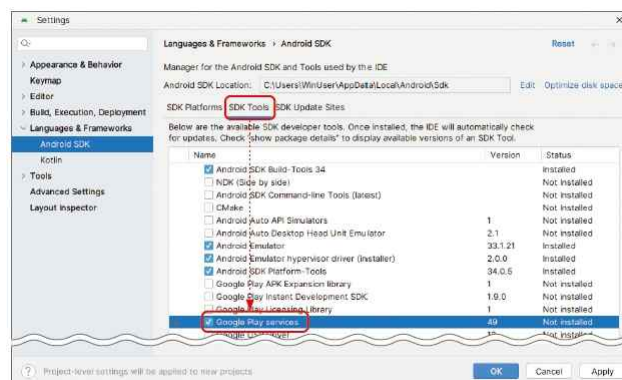 Settings
Appearance & Behavior
Keymap
Editor
Build, Execution, Deployment
Languages & Frameworks
Android SDK
Kotlin
Tools
Advanced Settings
Layout Inspector
Languages & Frameworks › Android SDK Reset
Manager for the Android SDK and Tools used by the IDE
Android SDK Location: C:\Users\WinUser\AppData\Local\Android\Sdk Edit Optimize disk space
SDK Platforms SDK Tools SDK Update Sites
Below are the available SDK developer tools. Once installed, the IDE will automatically check
for updates. Check "show package details" to display available versions of an SDK Tool.
Name Version Status
Android SDK Build-Tools 34 Installed
NDK (Side by side) Not Installed
Android SDK Command-line Tools (latest) Not Installed
CMake Not Installed
Android Auto API Simulators 1 Not installed
Android Auto Desktop Head Unit Emulator 2.1 Not installed
Android Emulator 33.1.21 Installed
Android Emulator hypervisor driver (installer) 2.0.0 Installed
Android SDK Platform-Tools 34.0.5 Installed
Google Play APK Expansion library 1 Not installed
Google Play Instant Development SDK 1.9.0 Not installed
Google Play Licensing Library 1 Not installed
Google Play services 49 Not installed
Not installed
? Project-level settings will be applied to new projects OK Cancel Apply